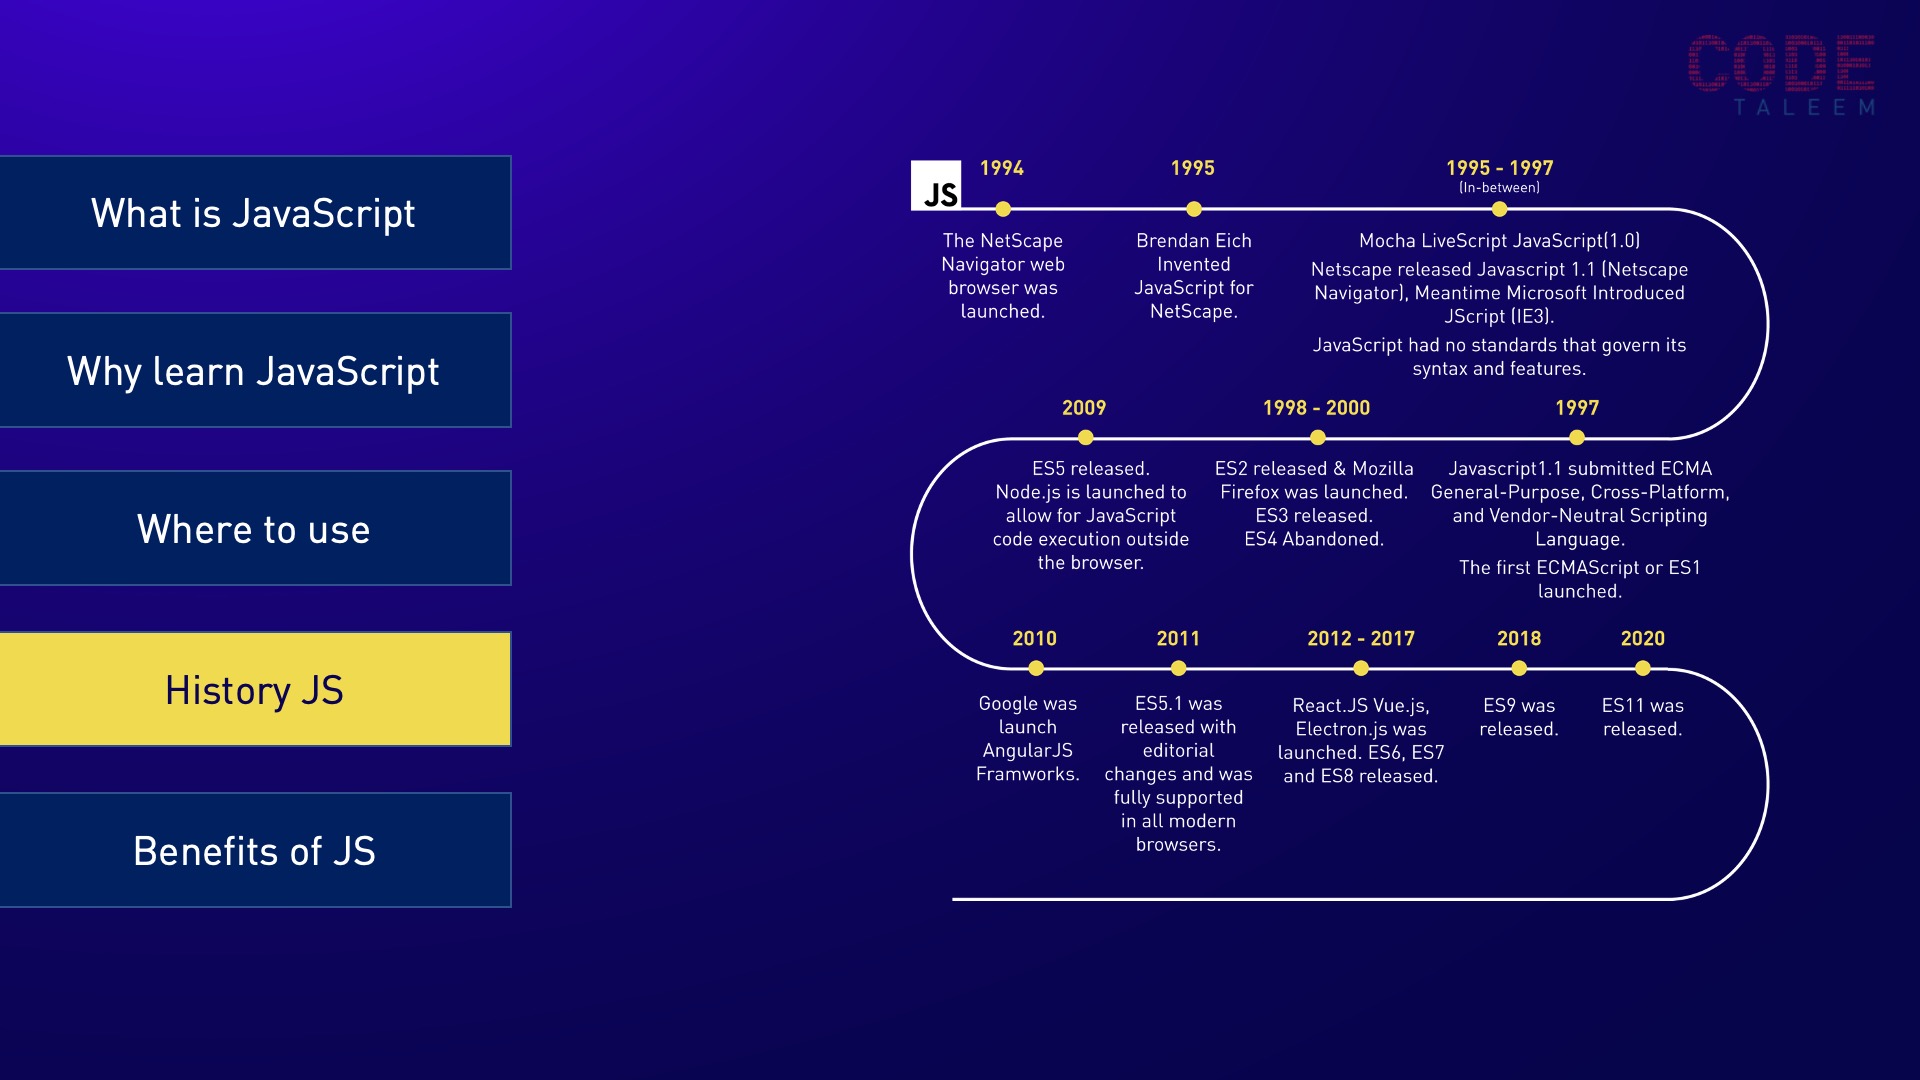 CODE
TALEEM
What is JavaScript
Why learn JavaScript
Where to use
History JS
Benefits of JS
JS
1994
The NetScape
Navigator web
browser was
launched.
1995
Brendan Eich
Invented
JavaScript for
NetScape.
1995 - 1997
(In-between)
Mocha LiveScript JavaScript(1.0)
Netscape released Javascript 1.1 (Netscape
Navigator), Meantime Microsoft Introduced
JScript (IE3).
JavaScript had no standards that govern its
syntax and features.
1997
Javascript1.1 submitted ECMA
General-Purpose, Cross-Platform,
and Vendor-Neutral Scripting
Language.
The first ECMAScript or ES1
launched.
1998 - 2000
ES2 released & Mozilla
Firefox was launched.
ES3 released.
ES4 Abandoned.
2009
ES5 released.
Node.js is launched to
allow for JavaScript
code execution outside
the browser.
2010
Google was
launch
AngularJS
Framworks.
2011
ES5.1 was
released with
editorial
changes and was
fully supported
in all modern
browsers.
2012 - 2017
React.JS Vue.js,
Electron.js was
launched. ES6, ES7
and ES8 released.
2018
ES9 was
released.
2020
ES11 was
released.